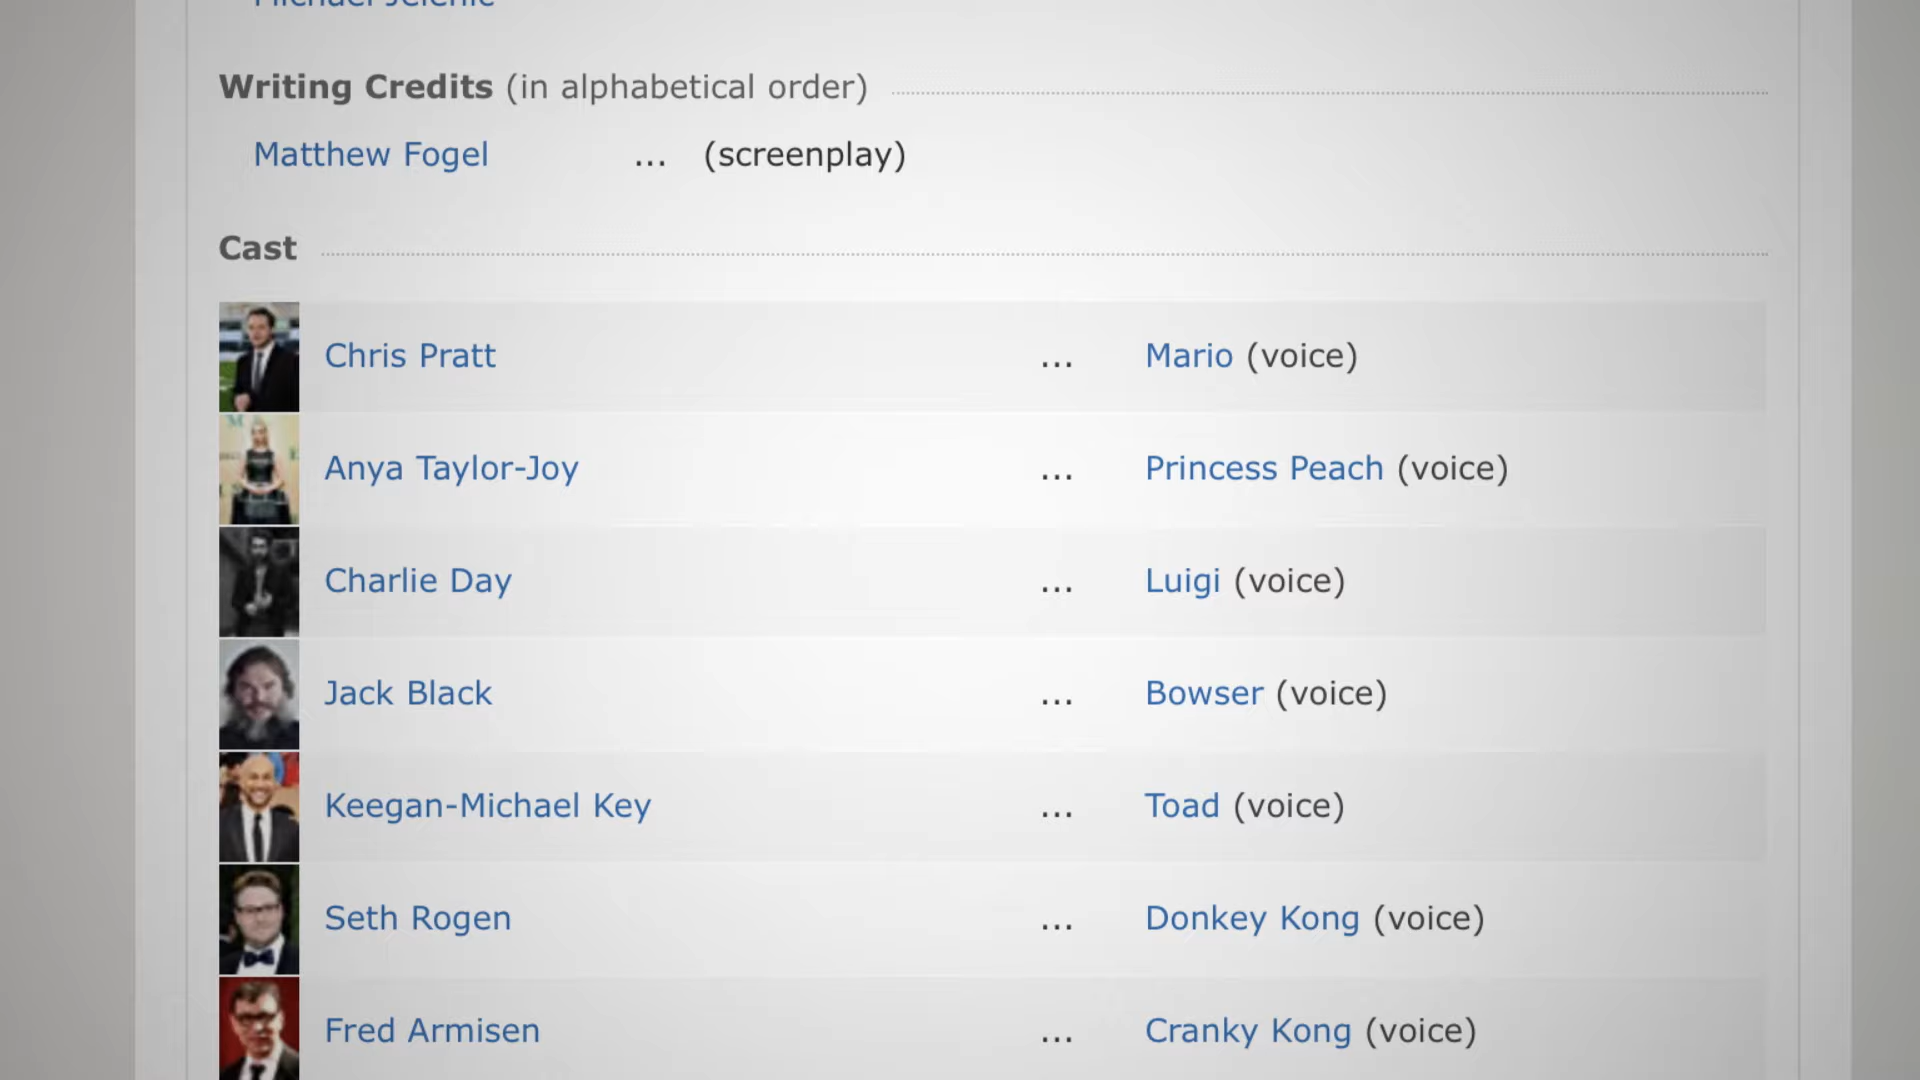 Michael Jelenic
Writing Credits (in alphabetical order)
Matthew Fogel ... (screenplay)
Cast
Chris Pratt ... Mario (voice)
Anya Taylor-Joy ... Princess Peach (voice)
Charlie Day ... Luigi (voice)
Jack Black ... Bowser (voice)
Keegan-Michael Key ... Toad (voice)
Seth Rogen ... Donkey Kong (voice)
Fred Armisen ... Cranky Kong (voice)